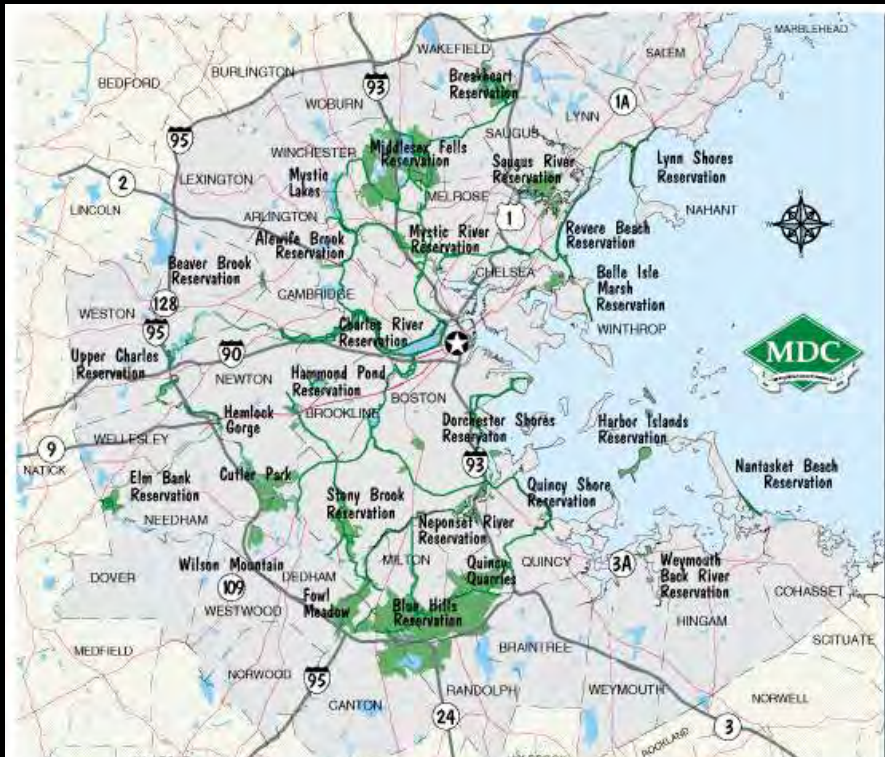 MARBLEHEAD
WAKEFIELD
SALEM
BURLINGTON
BEDFORD
Breakheart
Reservation
93
WOBURN
1A
LYNN
95
SAUGUS
WINCHESTER
Middlesex Fells
Reservation
Saugus River
Reservation
Lynn Shores
Reservation
Mystic
Lakes
2
LEXINGTON
MELROSE
LINCOLN
NAHANT
ARLINGTON
1
Alewife Brook
Reservation
Mystic River
Reservation
Revere Beach
Reservation
Beaver Brook
Reservation
CHELSEA
Belle Isle
Marsh
Reservation
CAMBRIDGE
128
WESTON
95
Charles River
Reservation
WINTHROP
MDC
Upper Charles
Reservation
90
NEWTON
Hammond Pond
Reservation
BOSTON
BROOKLINE
Hemlock
Gorge
Dorchester Shores
Reservaton
Harbor Islands
Reservation
WELLESLEY
9
NATICK
93
Elm Bank
Reservation
Cutler Park
Nantasket Beach
Reservation
Stony Brook
Reservation
Quincy Shore
Reservation
NEEDHAM
Neponset River
Reservation
Wilson Mountain
MILTON
Quincy
Quarries
QUINCY
3A
Weymouth
Back River
Reservation
DOVER
109
DEDHAM
COHASSET
WESTWOOD
Fowl
Meadow
Blue Hills
Reservation
HINGAM
SCITUATE
MEDFIELD
BRAINTREE
NORWOOD
95
RANDOLPH
WEYMOUTH
NORWELL
CANTON
24
3
ROCKLAND